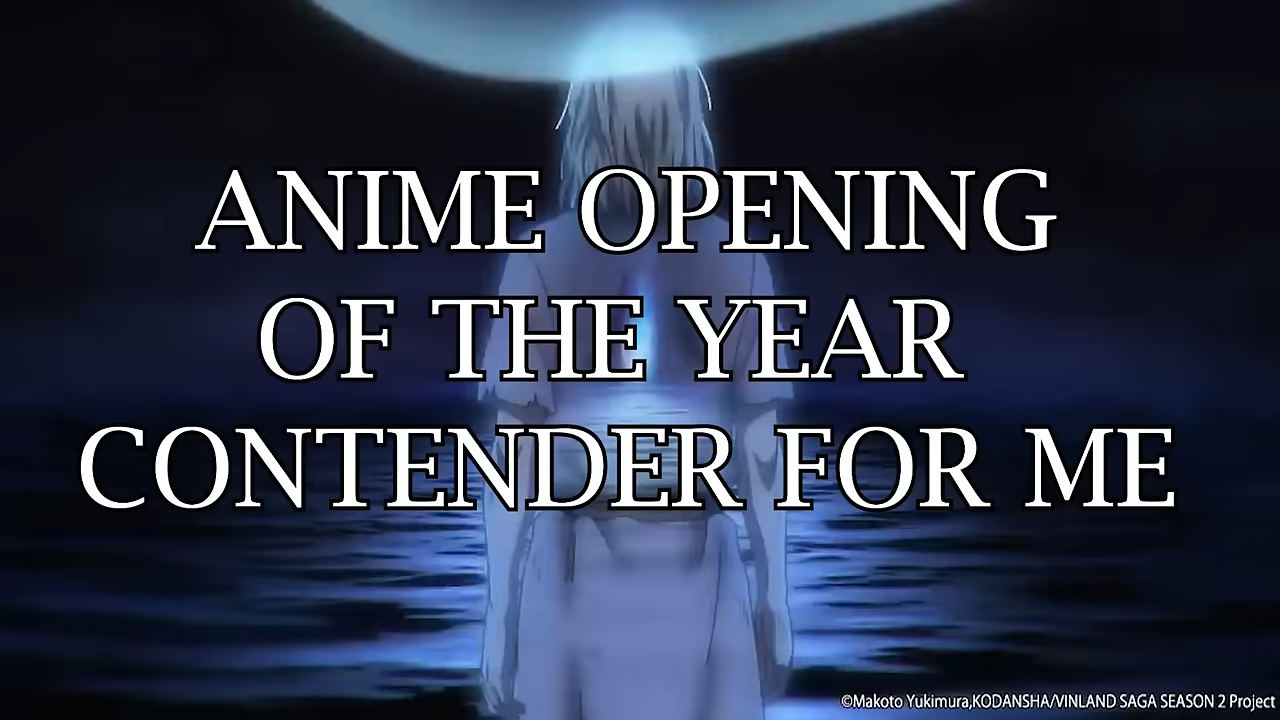 ANIME OPENING
OF THE YEAR
CONTENDER FOR ME
©Makoto Yukimura,KODANSHA/VINLAND SAGA SEASON 2 Project